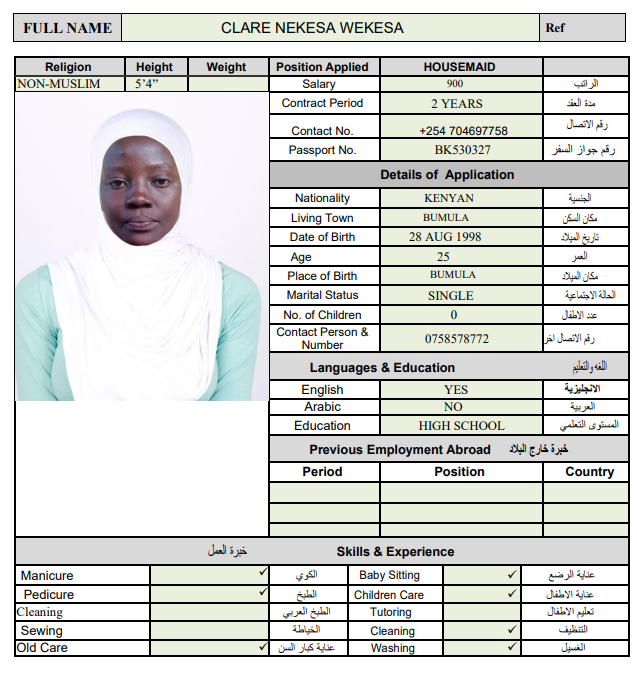 FULL NAME CLARE NEKESA WEKESA Ref
Religion Height Weight Position Applied HOUSEMAID
NON-MUSLIM 5’4” Salary 900 الراتب
Contract Period 2 YEARS مدة العقد
Contact No. +254 704697758 رقم الاتصال
Passport No. BK530327 رقم جواز السفر
Details of Application
Nationality KENYAN الجنسية
Living Town BUMULA مكان السكن
Date of Birth 28 AUG 1998 تاريخ الميلاد
Age 25 العمر
Place of Birth BUMULA مكان الميلاد
Marital Status SINGLE الحالة الاجتماعية
No. of Children 0 عدد الاطفال
Contact Person & Number 0758578772 رقم الاتصال اخر
Languages & Education اللغه والتعليم
English YES الانجليزية
Arabic NO العربية
Education HIGH SCHOOL المستوى التعلمي
Previous Employment Abroad خبرة خارج البلاد
Period Position Country
خبرة العمل Skills & Experience
Manicure ✓ الكوي Baby Sitting ✓ عناية الرضع
Pedicure ✓ الطبخ Children Care ✓ عناية الاطفال
Cleaning الطبخ العربي Tutoring تعليم الاطفال
Sewing الخياطة Cleaning ✓ التنظيف
Old Care ✓ عناية كبار السن Washing ✓ الغسيل